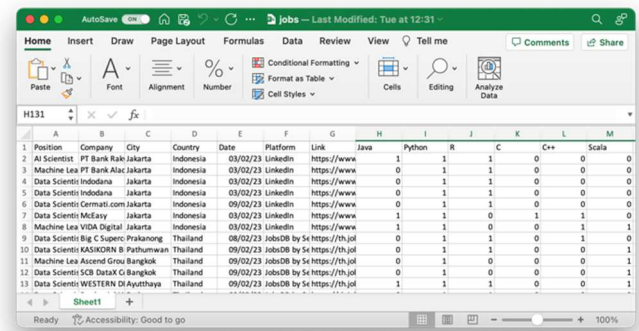 AutoSave ON jobs — Last Modified: Tue at 12:31
Home Insert Draw Page Layout Formulas Data Review View Tell me Comments Share
Paste Font Alignment Number Conditional Formatting Format as Table Cell Styles Cells Editing Analyze Data
H131 fx
A B C D E F G H I J K L M
1 Position Company City Country Date Platform Link Java Python R C C++ Scala
2 AI Scientist PT Bank Rak Jakarta Indonesia 03/02/23 LinkedIn https://www 1 1 1 0 0 0
3 Machine Lea PT Bank Alac Jakarta Indonesia 03/02/23 LinkedIn https://www 0 1 1 0 0 0
4 Data Scientis Indodana Jakarta Indonesia 03/02/23 LinkedIn https://www 0 1 1 0 0 0
5 Data Scientis Indodana Jakarta Indonesia 03/02/23 LinkedIn https://www 0 1 1 0 0 0
6 Data Scientis Cermati.com Jakarta Indonesia 09/02/23 LinkedIn https://www 0 1 1 0 0 0
7 Data Scientis McEasy Jakarta Indonesia 03/02/23 LinkedIn https://www 1 1 0 1 1 0
8 Machine Lea VIDA Digital Jakarta Indonesia 03/02/23 LinkedIn https://www 1 1 0 0 1 1
9 Data Scientis Big C Superc Prakanong Thailand 08/02/23 JobsDB by Se https://th.jol 0 1 1 0 0 0
10 Data Scientis KASIKORN B Pathumwan Thailand 09/02/23 JobsDB by Se https://th.jol 0 1 1 0 0 1
11 Machine Lea Ascend Grou Bangkok Thailand 09/02/23 JobsDB by Se https://th.jol 0 1 0 0 0 1
12 Data Scientis SCB DataX Bangkok Thailand 09/02/23 JobsDB by Se https://th.jol 0 1 1 0 0 1
13 Data Scientis WESTERN DI Ayutthaya Thailand 09/02/23 JobsDB by Se https://th.jol 1 1 1 0 0 1
Sheet1
Ready Accessibility: Good to go 100%